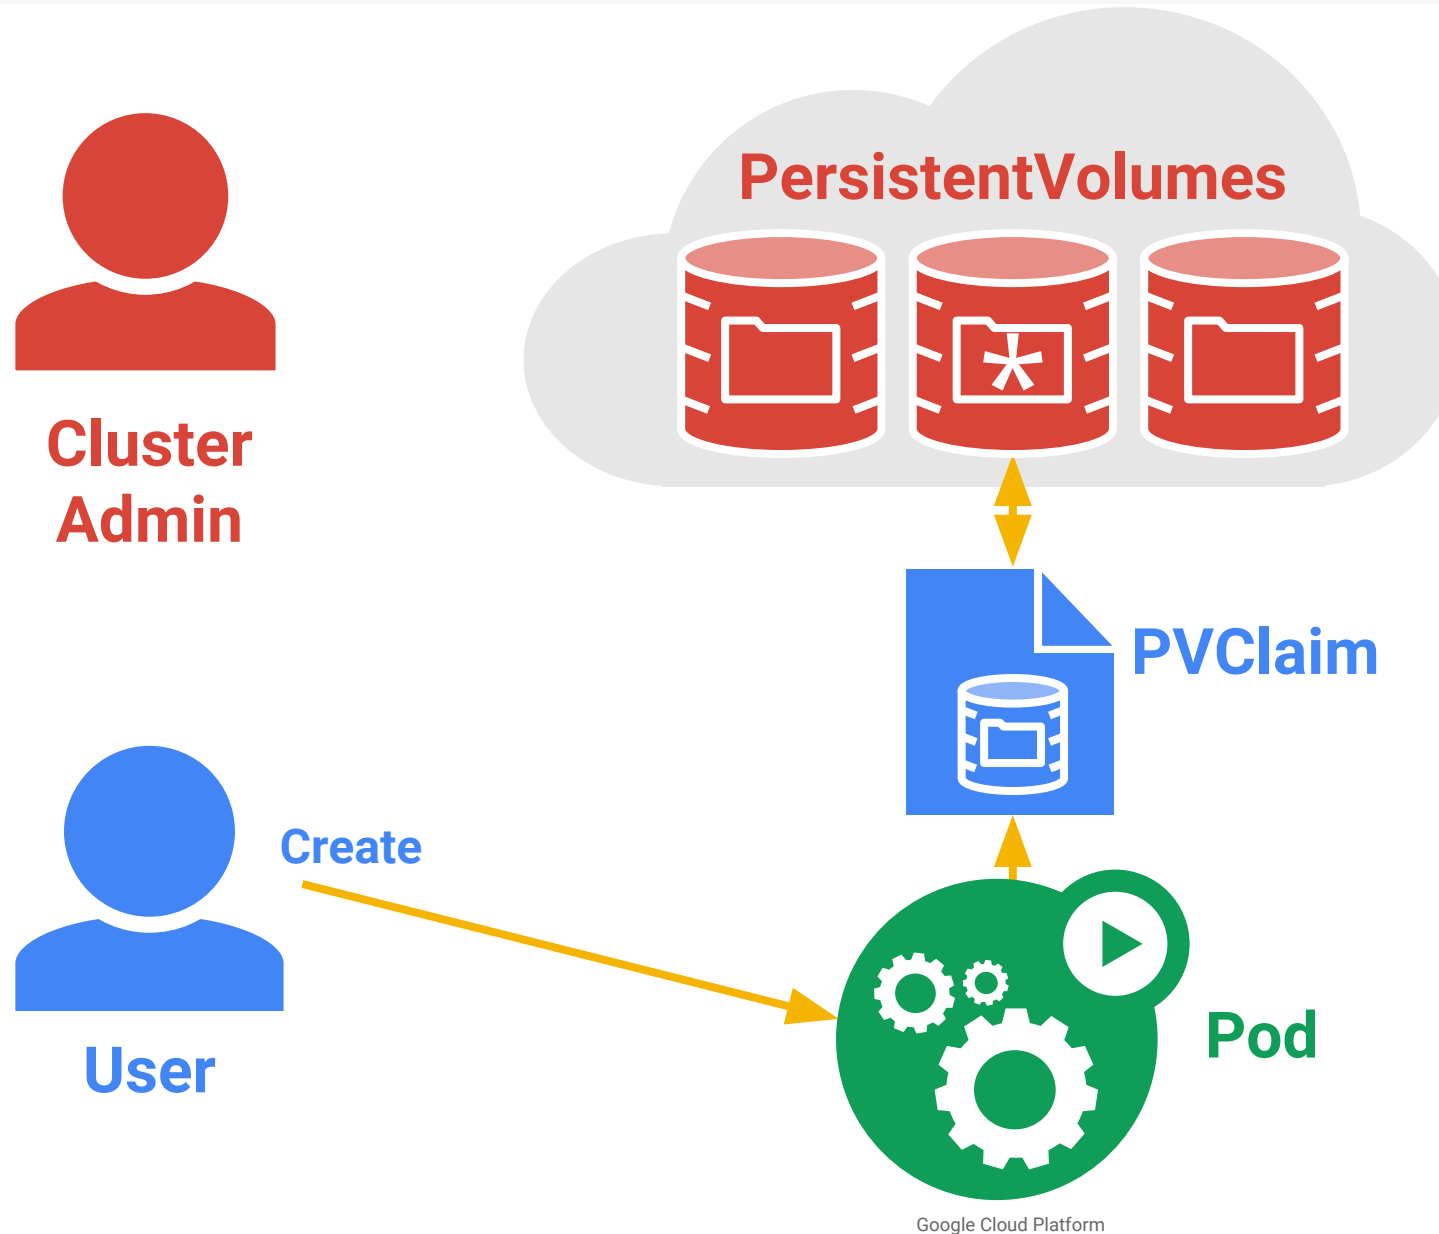 PersistentVolumes
Cluster
Admin
PVClaim
Create
Pod
User
Google Cloud Platform